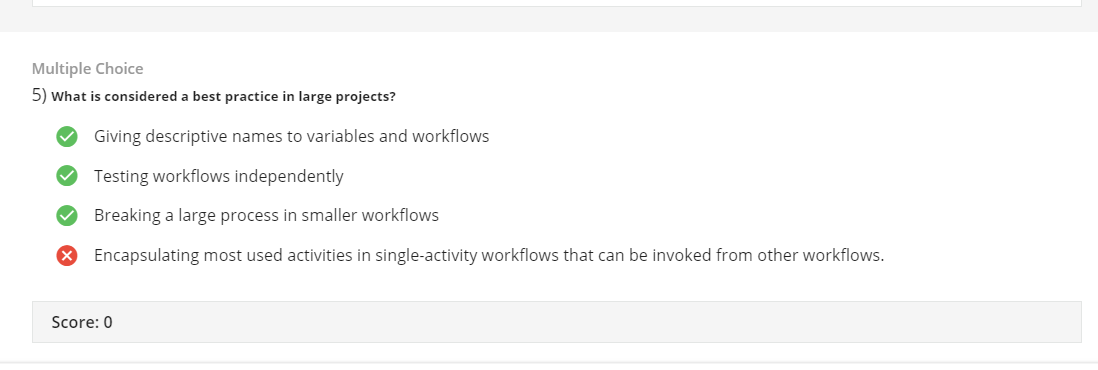 Multiple Choice
5) What is considered a best practice in large projects?
Giving descriptive names to variables and workflows
Testing workflows independently
Breaking a large process in smaller workflows
Encapsulating most used activities in single-activity workflows that can be invoked from other workflows.
Score: 0